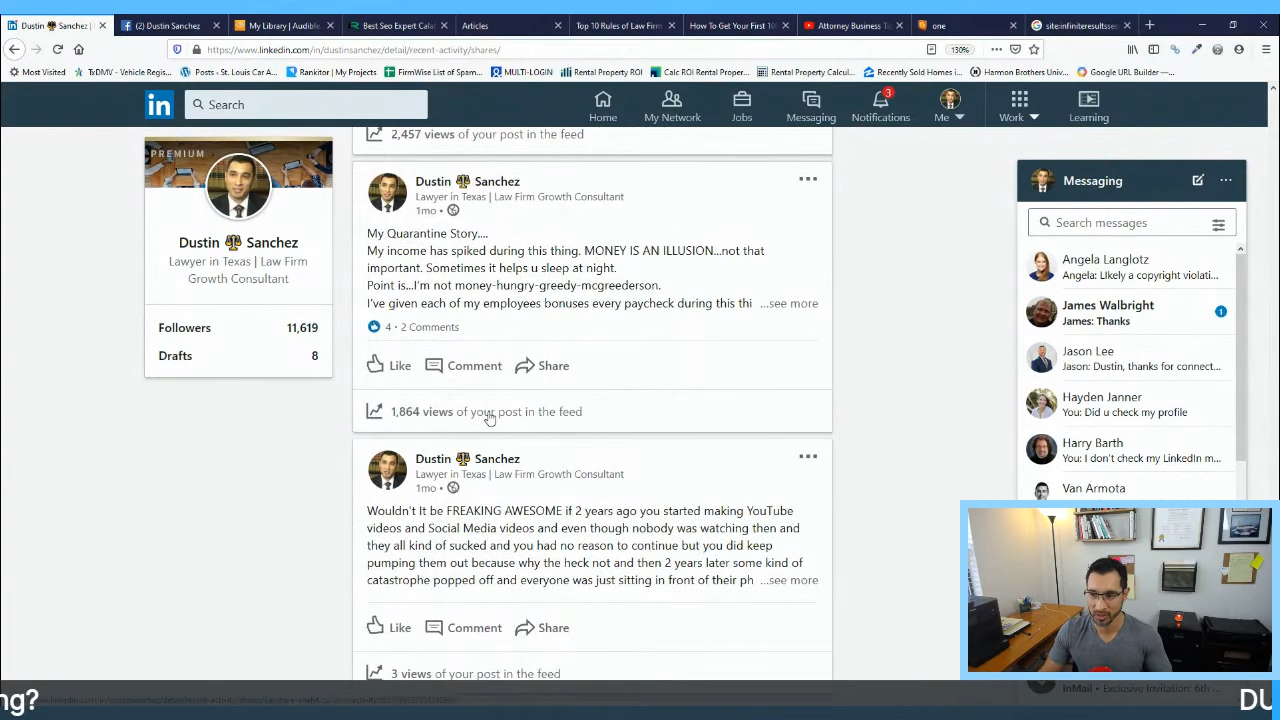 Dustin Sanchez | L
(2) Dustin Sanchez
My Library | Audible
Best Seo Expert Calab
Articles
Top 10 Rules of Law Firm
How To Get Your First 10
Attorney Business Ti
one
site:infiniteresultsseo
https://www.linkedin.com/in/dustinsanchez/detail/recent-activity/shares/
130%
Most Visited
TxDMV - Vehicle Regis...
Posts - St. Louis Car A...
Rankitor | My Projects
FirmWise List of Spam...
MULTI-LOGIN
Rental Property ROI
Calc ROI Rental Proper...
Rental Property Calcul...
Recently Sold Homes i...
Harmon Brothers Univ...
Google URL Builder —...
in
Search
Home
My Network
Jobs
Messaging
3
Notifications
Me
Work
Learning
PREMIUM
Dustin ⚖ Sanchez
Lawyer in Texas | Law Firm
Growth Consultant
Followers 11,619
Drafts 8
2,457 views of your post in the feed
Dustin ⚖ Sanchez
Lawyer in Texas | Law Firm Growth Consultant
1mo •
My Quarantine Story....
My income has spiked during this thing. MONEY IS AN ILLUSION...not that
important. Sometimes it helps u sleep at night.
Point is...I'm not money-hungry-greedy-mcgreederson.
I've given each of my employees bonuses every paycheck during this thi ...see more
4 • 2 Comments
Like Comment Share
1,864 views of your post in the feed
Dustin ⚖ Sanchez
Lawyer in Texas | Law Firm Growth Consultant
1mo •
Wouldn't It be FREAKING AWESOME if 2 years ago you started making YouTube
videos and Social Media videos and even though nobody was watching then and
they all kind of sucked and you had no reason to continue but you did keep
pumping them out because why the heck not and then 2 years later some kind of
catastrophe popped off and everyone was just sitting in front of their ph ...see more
Like Comment Share
3 views of your post in the feed
Messaging
Search messages
Angela Langlotz
Angela: LIkely a copyright violati...
James Walbright
James: Thanks
1
Jason Lee
Jason: Dustin, thanks for connect...
Hayden Janner
You: Did u check my profile
Harry Barth
You: I don't check my LinkedIn m...
Van Armota
InMail • Exclusive Invitation: 6th ...
ng?
DU